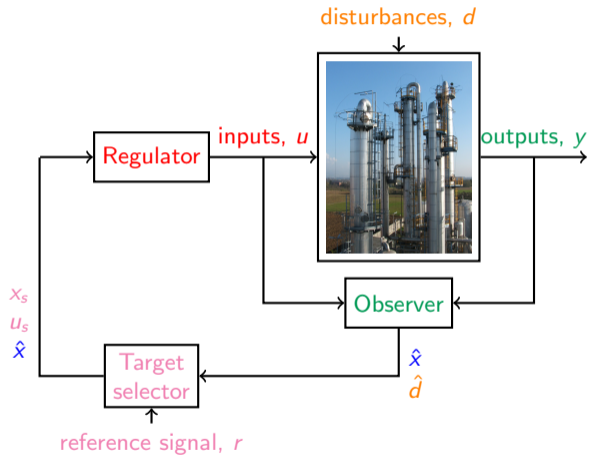 disturbances, d
inputs, u
outputs, y
Regulator
x_s
u_s
x̂
Observer
x̂
d̂
Target
selector
reference signal, r